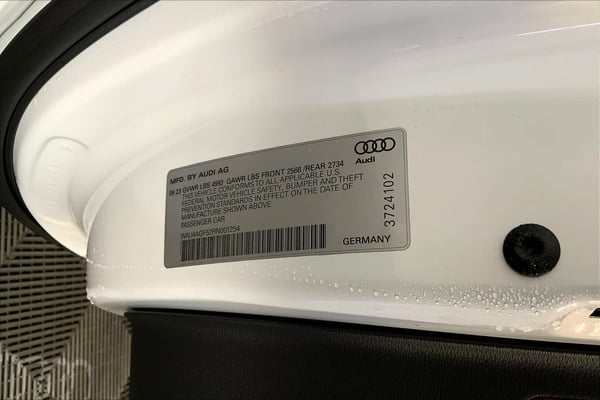 MFD. BY AUDI AG
09 23 GVWR LBS 4993 GAWR LBS FRONT 2568 /REAR 2734
THIS VEHICLE CONFORMS TO ALL APPLICABLE U.S.
FEDERAL MOTOR VEHICLE SAFETY, BUMPER AND THEFT
PREVENTION STANDARDS IN EFFECT ON THE DATE OF
MANUFACTURE SHOWN ABOVE
PASSENGER CAR
WAU4AGF52RN001254
GERMANY
Audi
3724102